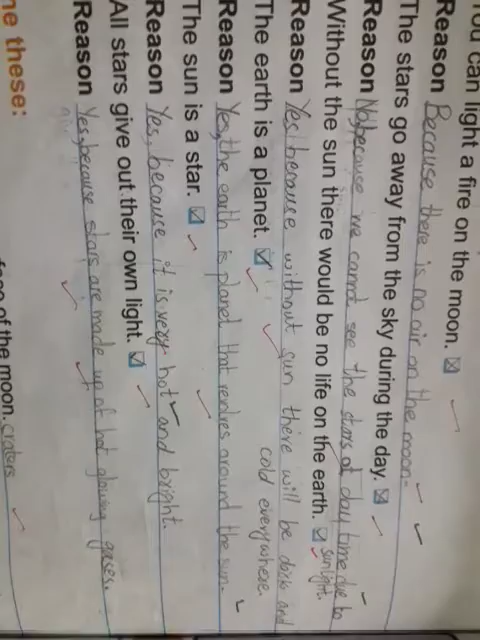 You can light a fire on the moon. ☒
Reason Because there is no air on the moon.
The stars go away from the sky during the day. ☒
Reason No, because we cannot see the stars at day time due to
sunlight.
Without the sun there would be no life on the earth. ☑
Reason Yes, because without sun there will be dark and
cold everywhere.
The earth is a planet. ☑
Reason Yes, the earth is planet that revolves around the sun.
The sun is a star. ☑
Reason Yes, because it is very hot and bright.
All stars give out their own light. ☑
Reason Yes, because stars are made up of hot glowing gases.
ne these:
face of the moon. craters